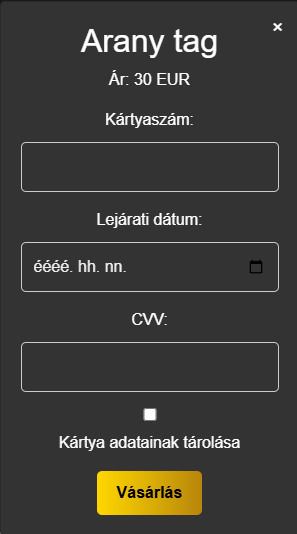 ×
Arany tag
Ár: 30 EUR
Kártyaszám:
Lejárati dátum:
éééé. hh. nn.
CVV:
Kártya adatainak tárolása
Vásárlás